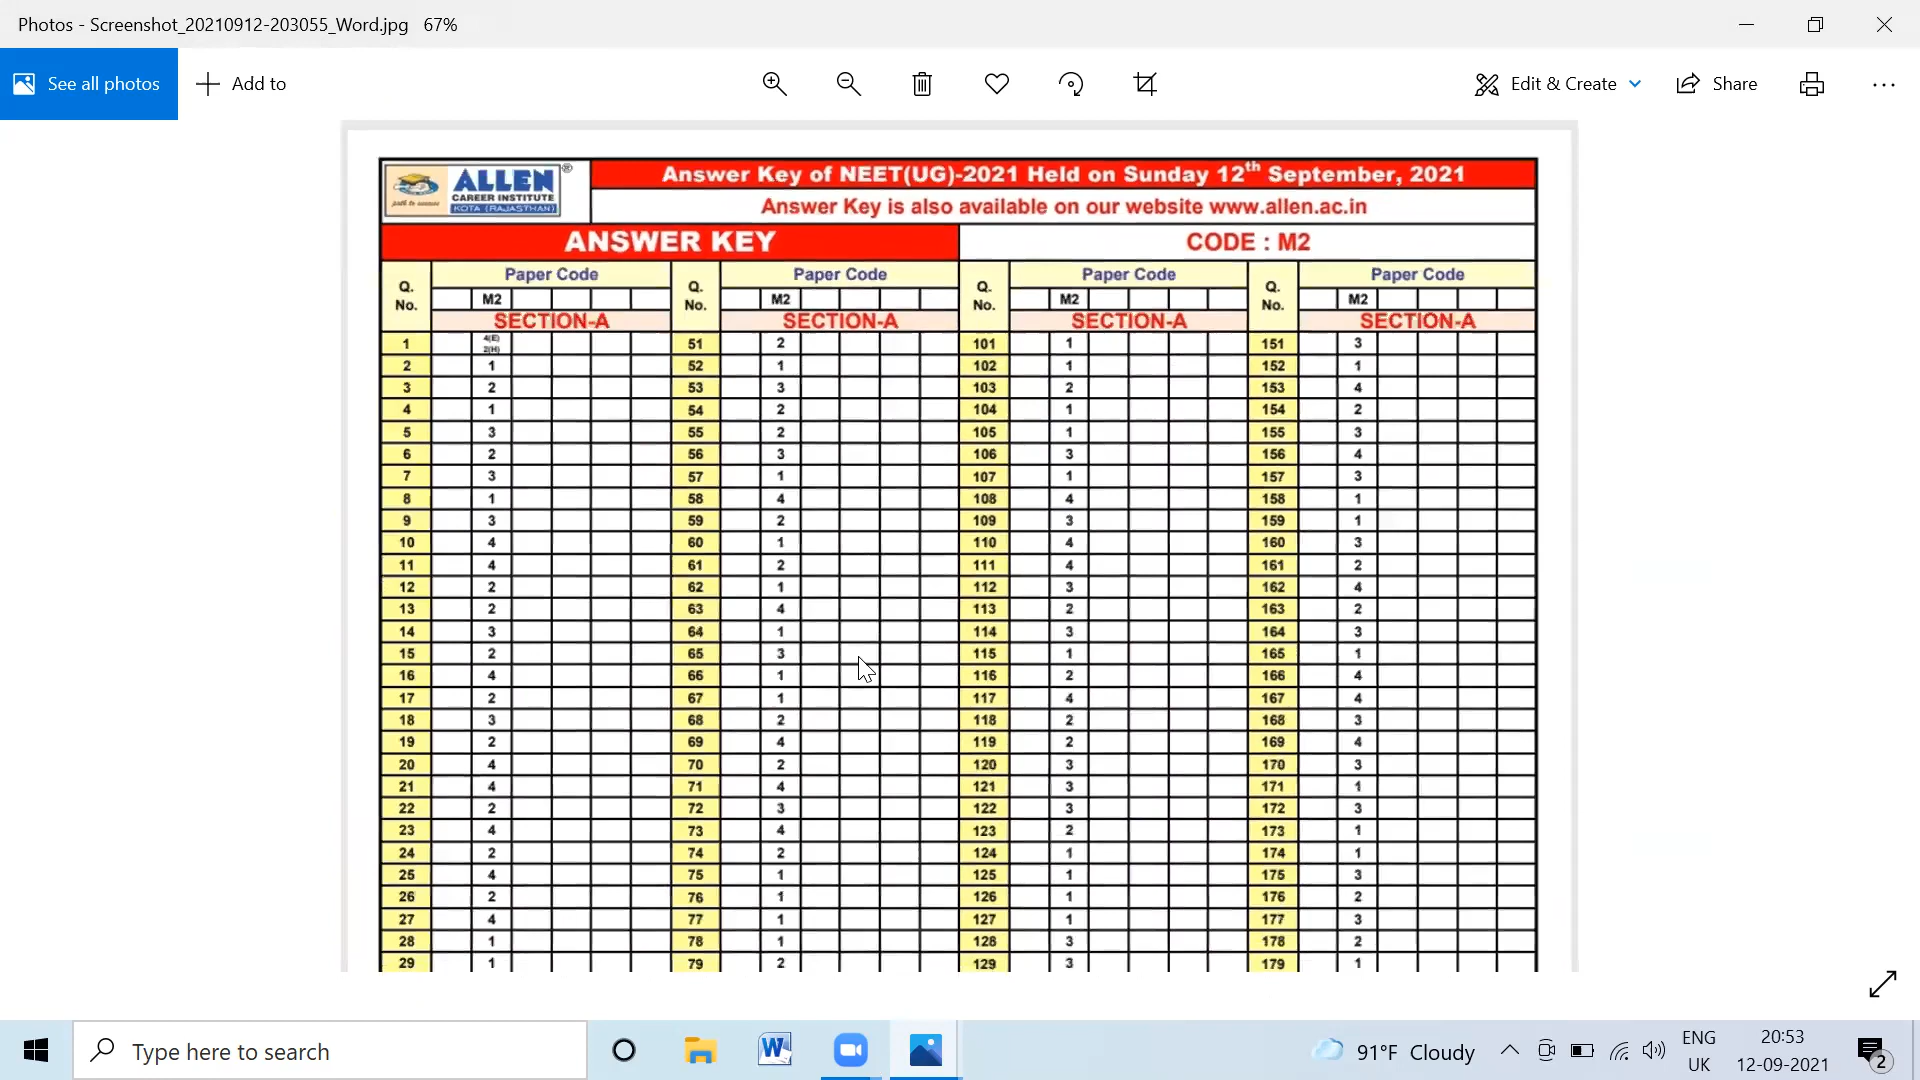 Photos - Screenshot_20210912-203055_Word.jpg 67%
See all photos
Add to
Edit & Create
Share
path to success
ALLEN ®
CAREER INSTITUTE
KOTA (RAJASTHAN)
Answer Key of NEET(UG)-2021 Held on Sunday 12th September, 2021
Answer Key is also available on our website www.allen.ac.in
ANSWER KEY CODE : M2
Q. No. Paper Code Q. No. Paper Code Q. No. Paper Code Q. No. Paper Code
M2 M2 M2 M2
SECTION-A SECTION-A SECTION-A SECTION-A
1 4(E) 2(H) 51 2 101 1 151 3
2 1 52 1 102 1 152 1
3 2 53 3 103 2 153 4
4 1 54 2 104 1 154 2
5 3 55 2 105 1 155 3
6 2 56 3 106 3 156 4
7 3 57 1 107 1 157 3
8 1 58 4 108 4 158 1
9 3 59 2 109 3 159 1
10 4 60 1 110 4 160 3
11 4 61 2 111 4 161 2
12 2 62 1 112 3 162 4
13 2 63 4 113 2 163 2
14 3 64 1 114 3 164 3
15 2 65 3 115 1 165 1
16 4 66 1 116 2 166 4
17 2 67 1 117 4 167 4
18 3 68 2 118 2 168 3
19 2 69 4 119 2 169 4
20 4 70 2 120 3 170 3
21 4 71 4 121 3 171 1
22 2 72 3 122 3 172 3
23 4 73 4 123 2 173 1
24 2 74 2 124 1 174 1
25 4 75 1 125 1 175 3
26 2 76 1 126 1 176 2
27 4 77 1 127 1 177 3
28 1 78 1 128 3 178 2
29 1 79 2 129 3 179 1
Type here to search
91°F Cloudy
ENG
UK
20:53
12-09-2021
2